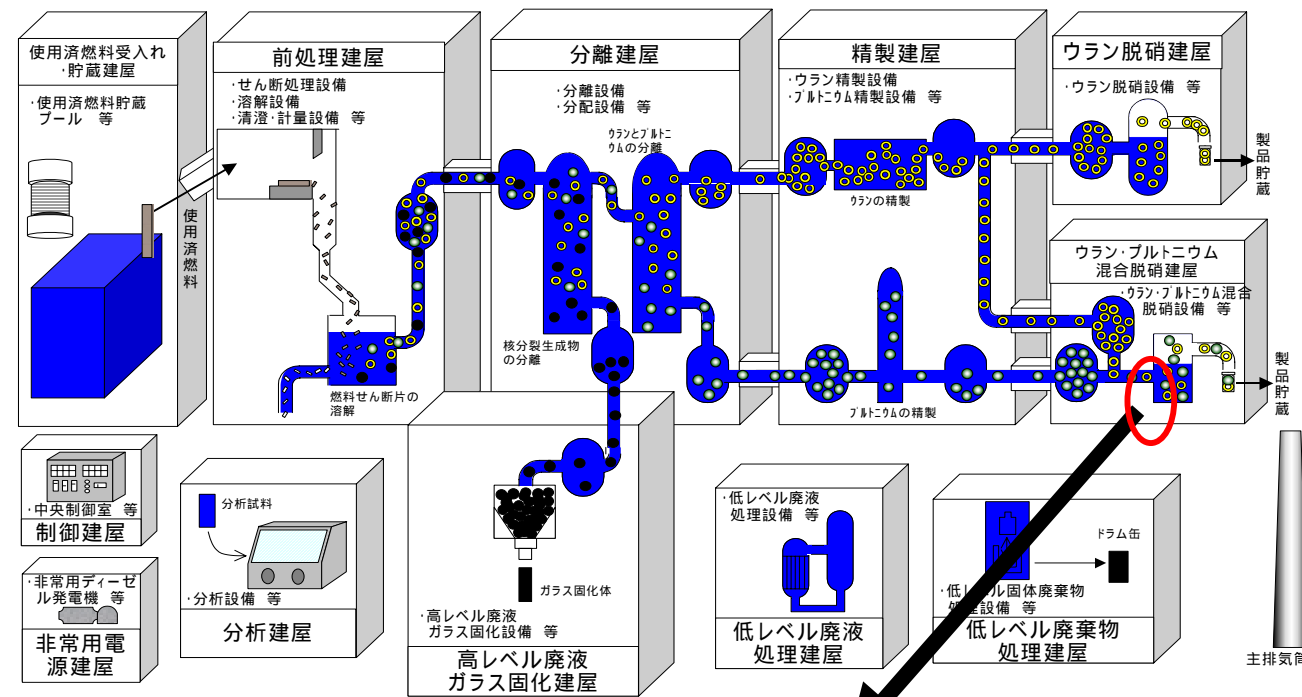 使用済燃料受入れ
・貯蔵建屋
・使用済燃料貯蔵
プール 等
使用済燃料
前処理建屋
・せん断処理設備
・溶解設備
・清澄・計量設備 等
燃料せん断片の
溶解
分離建屋
・分離設備
・分配設備 等
ウランとプルトニ
ウムの分離
核分裂生成物
の分離
精製建屋
・ウラン精製設備
・プルトニウム精製設備 等
ウランの精製
プルトニウムの精製
ウラン脱硝建屋
・ウラン脱硝設備 等
製品貯蔵
ウラン・プルトニウム
混合脱硝建屋
・ウラン・プルトニウム混合
脱硝設備 等
製品貯蔵
・中央制御室 等
制御建屋
・非常用ディーゼ
ル発電機 等
非常用電
源建屋
分析試料
・分析設備 等
分析建屋
ガラス固化体
・高レベル廃液
ガラス固化設備 等
高レベル廃液
ガラス固化建屋
・低レベル廃液
処理設備 等
低レベル廃液
処理建屋
ドラム缶
・低レベル固体廃棄物
処理設備 等
低レベル廃棄物
処理建屋
主排気筒